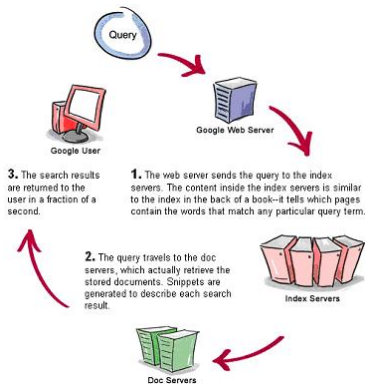 Query
Google Web Server
Google User
3. The search results
are returned to the
user in a fraction of a
second.
1. The web server sends the query to the index
servers. The content inside the index servers is similar
to the index in the back of a book--it tells which pages
contain the words that match any particular query term.
2. The query travels to the doc
servers, which actually retrieve the
stored documents. Snippets are
generated to describe each search
result.
Index Servers
Doc Servers